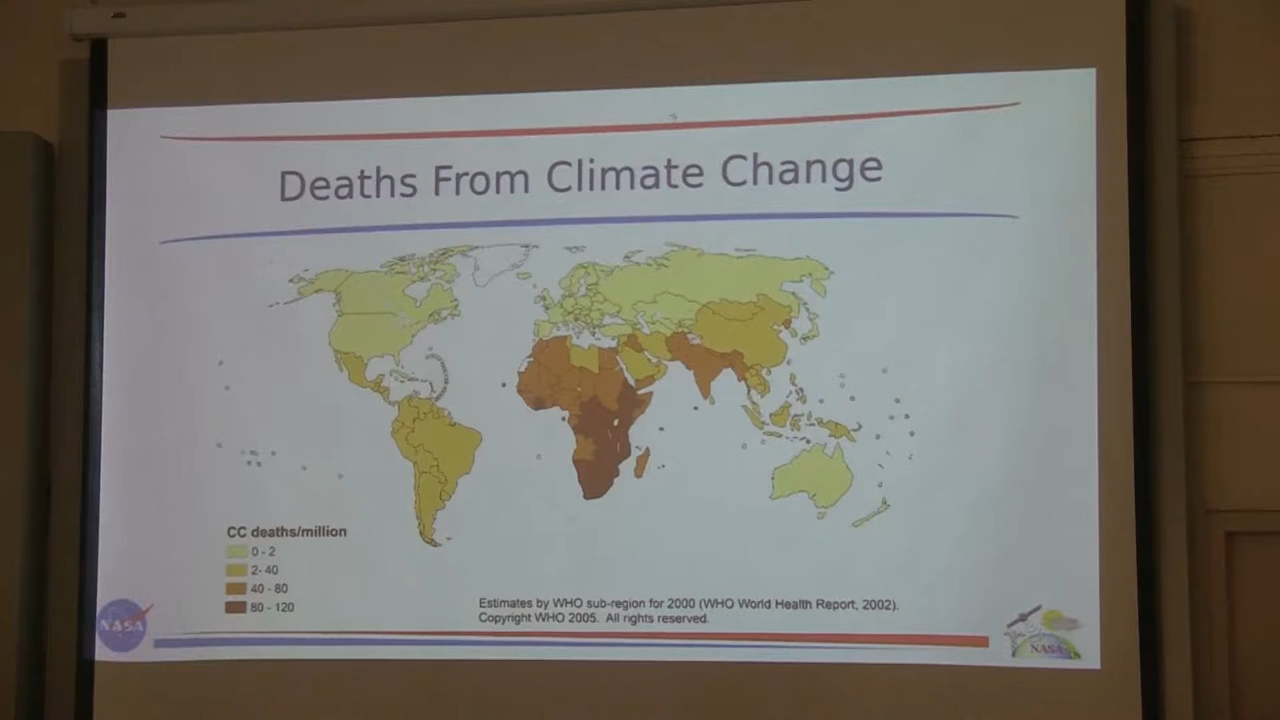 Deaths From Climate Change
CC deaths/million
0 - 2
2- 40
40 - 80
80 - 120
Estimates by WHO sub-region for 2000 (WHO World Health Report, 2002).
Copyright WHO 2005. All rights reserved.
NASA
NASA